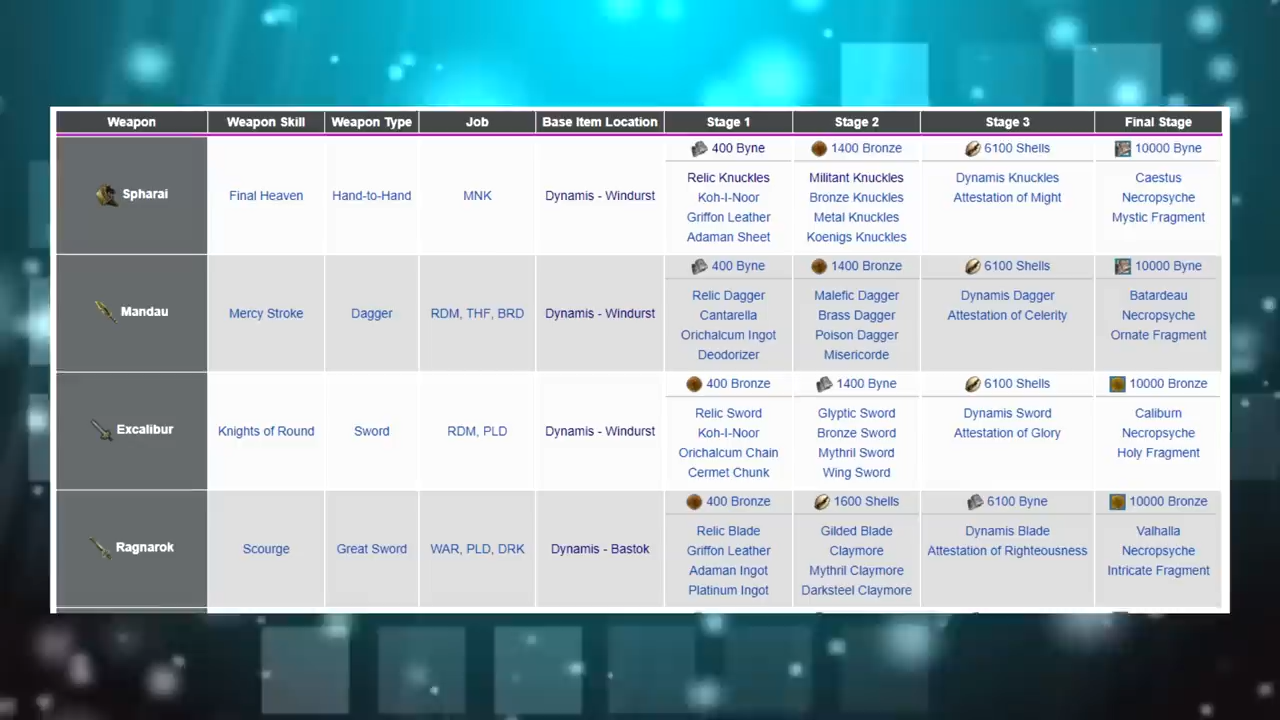 Weapon Weapon Skill Weapon Type Job Base Item Location Stage 1 Stage 2 Stage 3 Final Stage
Spharai Final Heaven Hand-to-Hand MNK Dynamis - Windurst
400 Byne 1400 Bronze 6100 Shells 10000 Byne
Relic Knuckles Militant Knuckles Dynamis Knuckles Caestus
Koh-I-Noor Bronze Knuckles Attestation of Might Necropsyche
Griffon Leather Metal Knuckles Mystic Fragment
Adaman Sheet Koenigs Knuckles
Mandau Mercy Stroke Dagger RDM, THF, BRD Dynamis - Windurst
400 Byne 1400 Bronze 6100 Shells 10000 Byne
Relic Dagger Malefic Dagger Dynamis Dagger Batardeau
Cantarella Brass Dagger Attestation of Celerity Necropsyche
Orichalcum Ingot Poison Dagger Ornate Fragment
Deodorizer Misericorde
Excalibur Knights of Round Sword RDM, PLD Dynamis - Windurst
400 Bronze 1400 Byne 6100 Shells 10000 Bronze
Relic Sword Glyptic Sword Dynamis Sword Caliburn
Koh-I-Noor Bronze Sword Attestation of Glory Necropsyche
Orichalcum Chain Mythril Sword Holy Fragment
Cermet Chunk Wing Sword
Ragnarok Scourge Great Sword WAR, PLD, DRK Dynamis - Bastok
400 Bronze 1600 Shells 6100 Byne 10000 Bronze
Relic Blade Gilded Blade Dynamis Blade Valhalla
Griffon Leather Claymore Attestation of Righteousness Necropsyche
Adaman Ingot Mythril Claymore Intricate Fragment
Platinum Ingot Darksteel Claymore